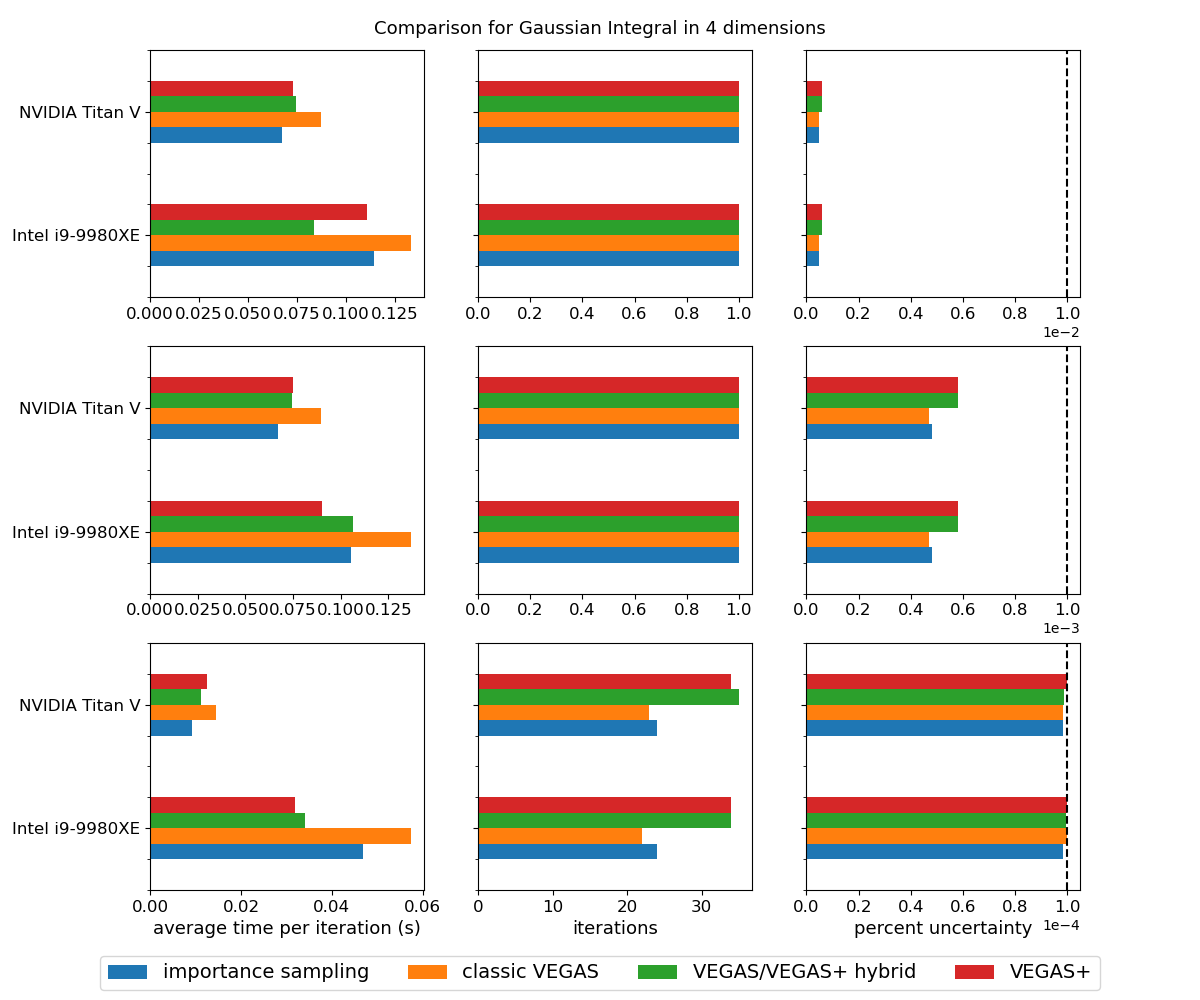 Comparison for Gaussian Integral in 4 dimensions
NVIDIA Titan V
Intel i9-9980XE
0.000 0.025 0.050 0.075 0.100 0.125
0.0 0.2 0.4 0.6 0.8 1.0
0.0 0.2 0.4 0.6 0.8 1.0
1e−2
NVIDIA Titan V
Intel i9-9980XE
0.000 0.025 0.050 0.075 0.100 0.125
0.0 0.2 0.4 0.6 0.8 1.0
0.0 0.2 0.4 0.6 0.8 1.0
1e−3
NVIDIA Titan V
Intel i9-9980XE
0.00 0.02 0.04 0.06
0 10 20 30
0.0 0.2 0.4 0.6 0.8 1.0
1e−4
average time per iteration (s)
iterations
percent uncertainty
importance sampling classic VEGAS VEGAS/VEGAS+ hybrid VEGAS+